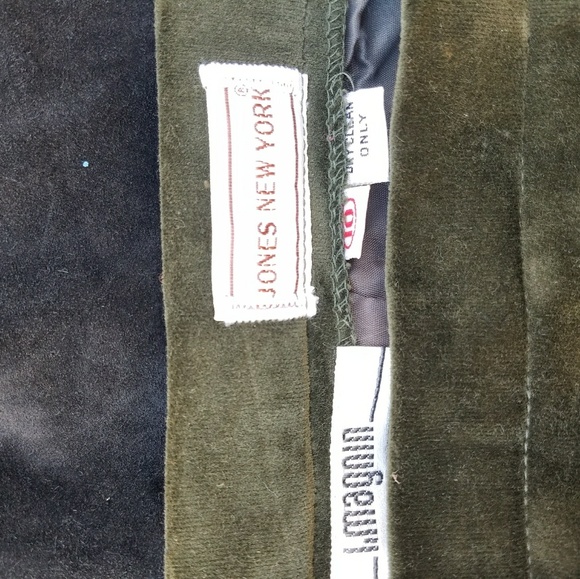 JONES NEW YORK
®
DRY CLEAN
ONLY
10
I.magnin